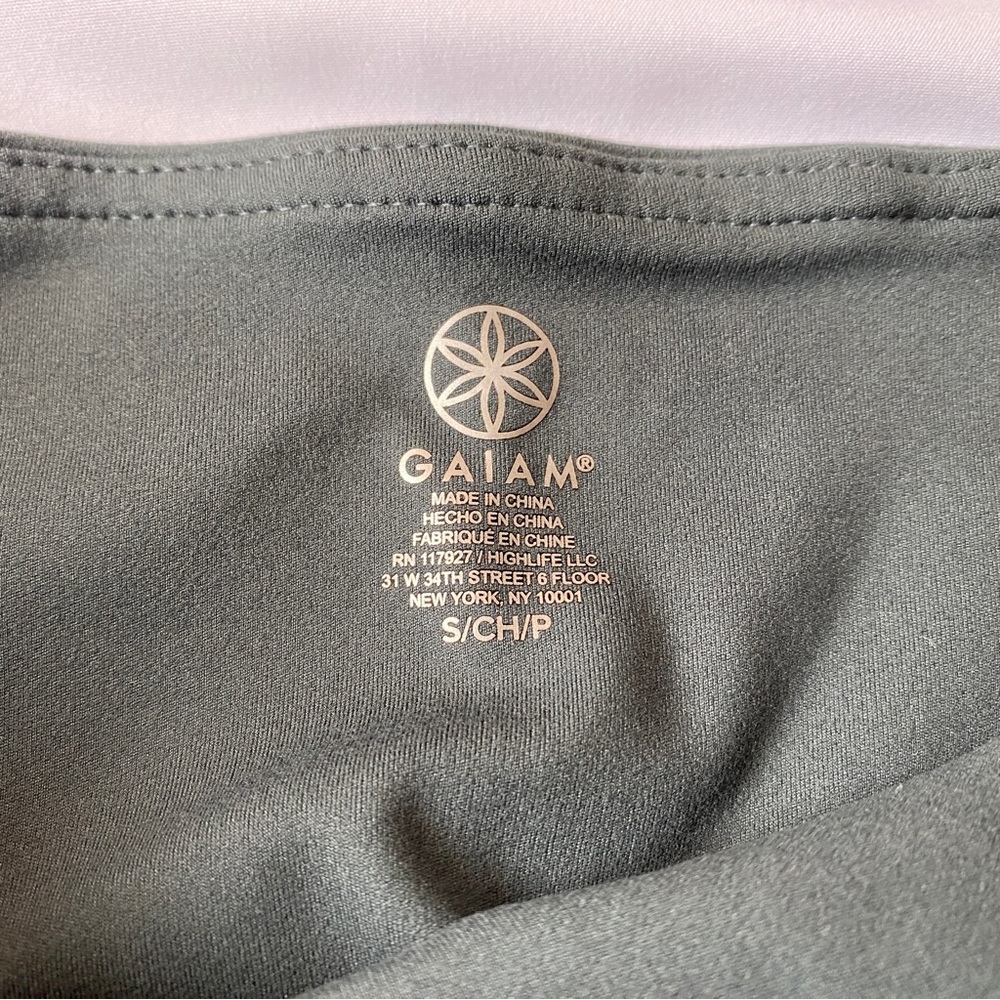 GAIAM®
MADE IN CHINA
HECHO EN CHINA
FABRIQUÉ EN CHINE
RN 117927 / HIGHLIFE LLC
31 W 34TH STREET 6 FLOOR
NEW YORK, NY 10001
S/CH/P